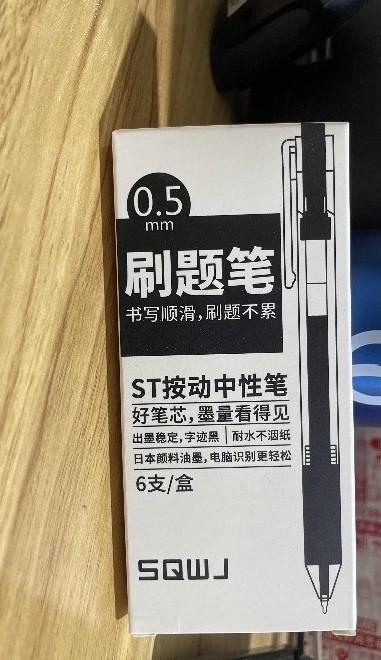 0.5
mm
刷题笔
书写顺滑,刷题不累
ST按动中性笔
好笔芯,墨量看得见
出墨稳定,字迹黑 | 耐水不洇纸
日本颜料油墨,电脑识别更轻松
6支/盒
SQWJ